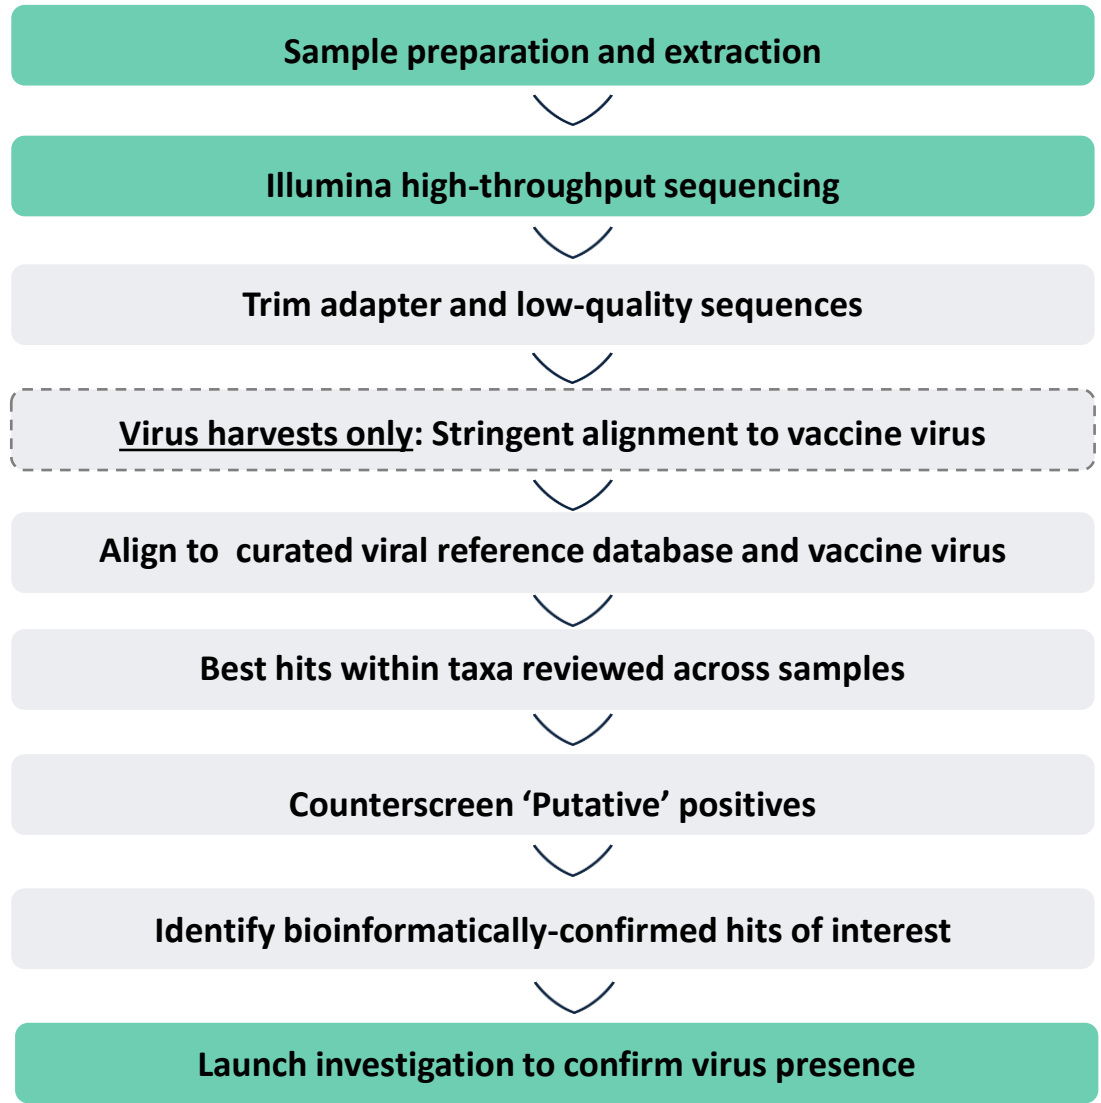 Sample preparation and extraction
Illumina high-throughput sequencing
Trim adapter and low-quality sequences
Virus harvests only: Stringent alignment to vaccine virus
Align to  curated viral reference database and vaccine virus
Best hits within taxa reviewed across samples
Counterscreen ‘Putative’ positives
Identify bioinformatically-confirmed hits of interest
Launch investigation to confirm virus presence